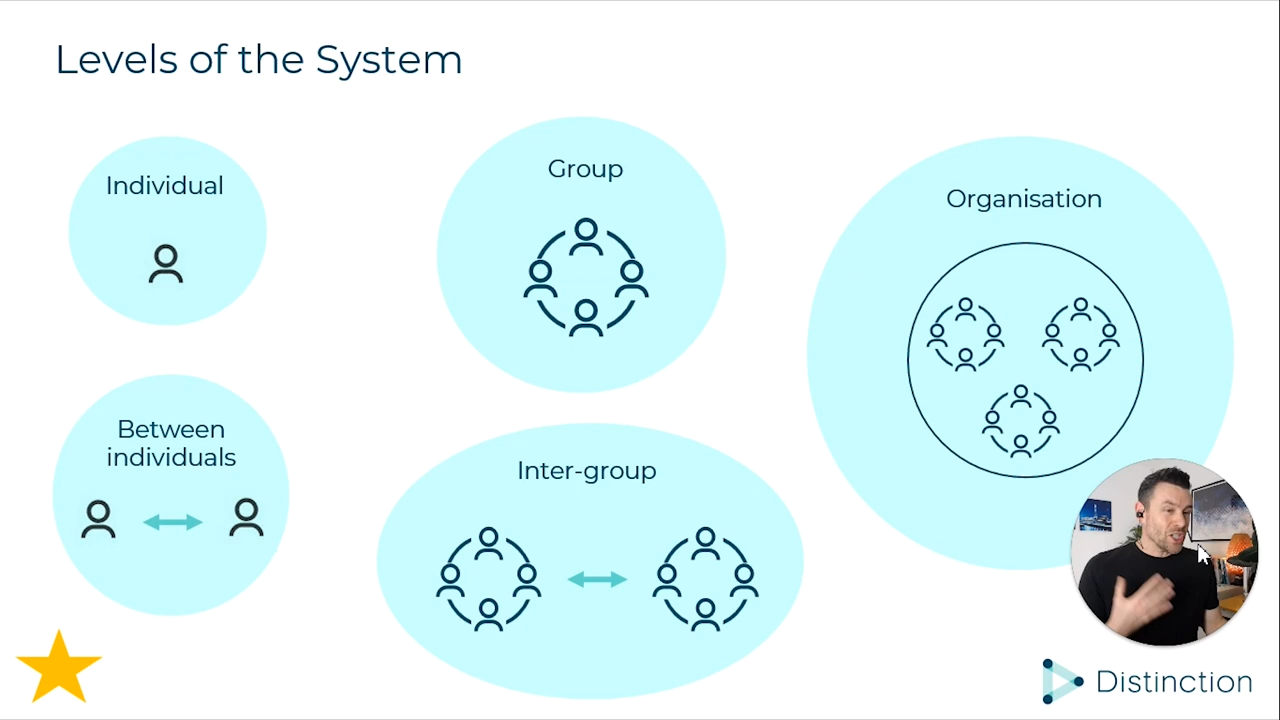 Levels of the System
Individual
Between
individuals
Group
Inter-group
Organisation
Distinction